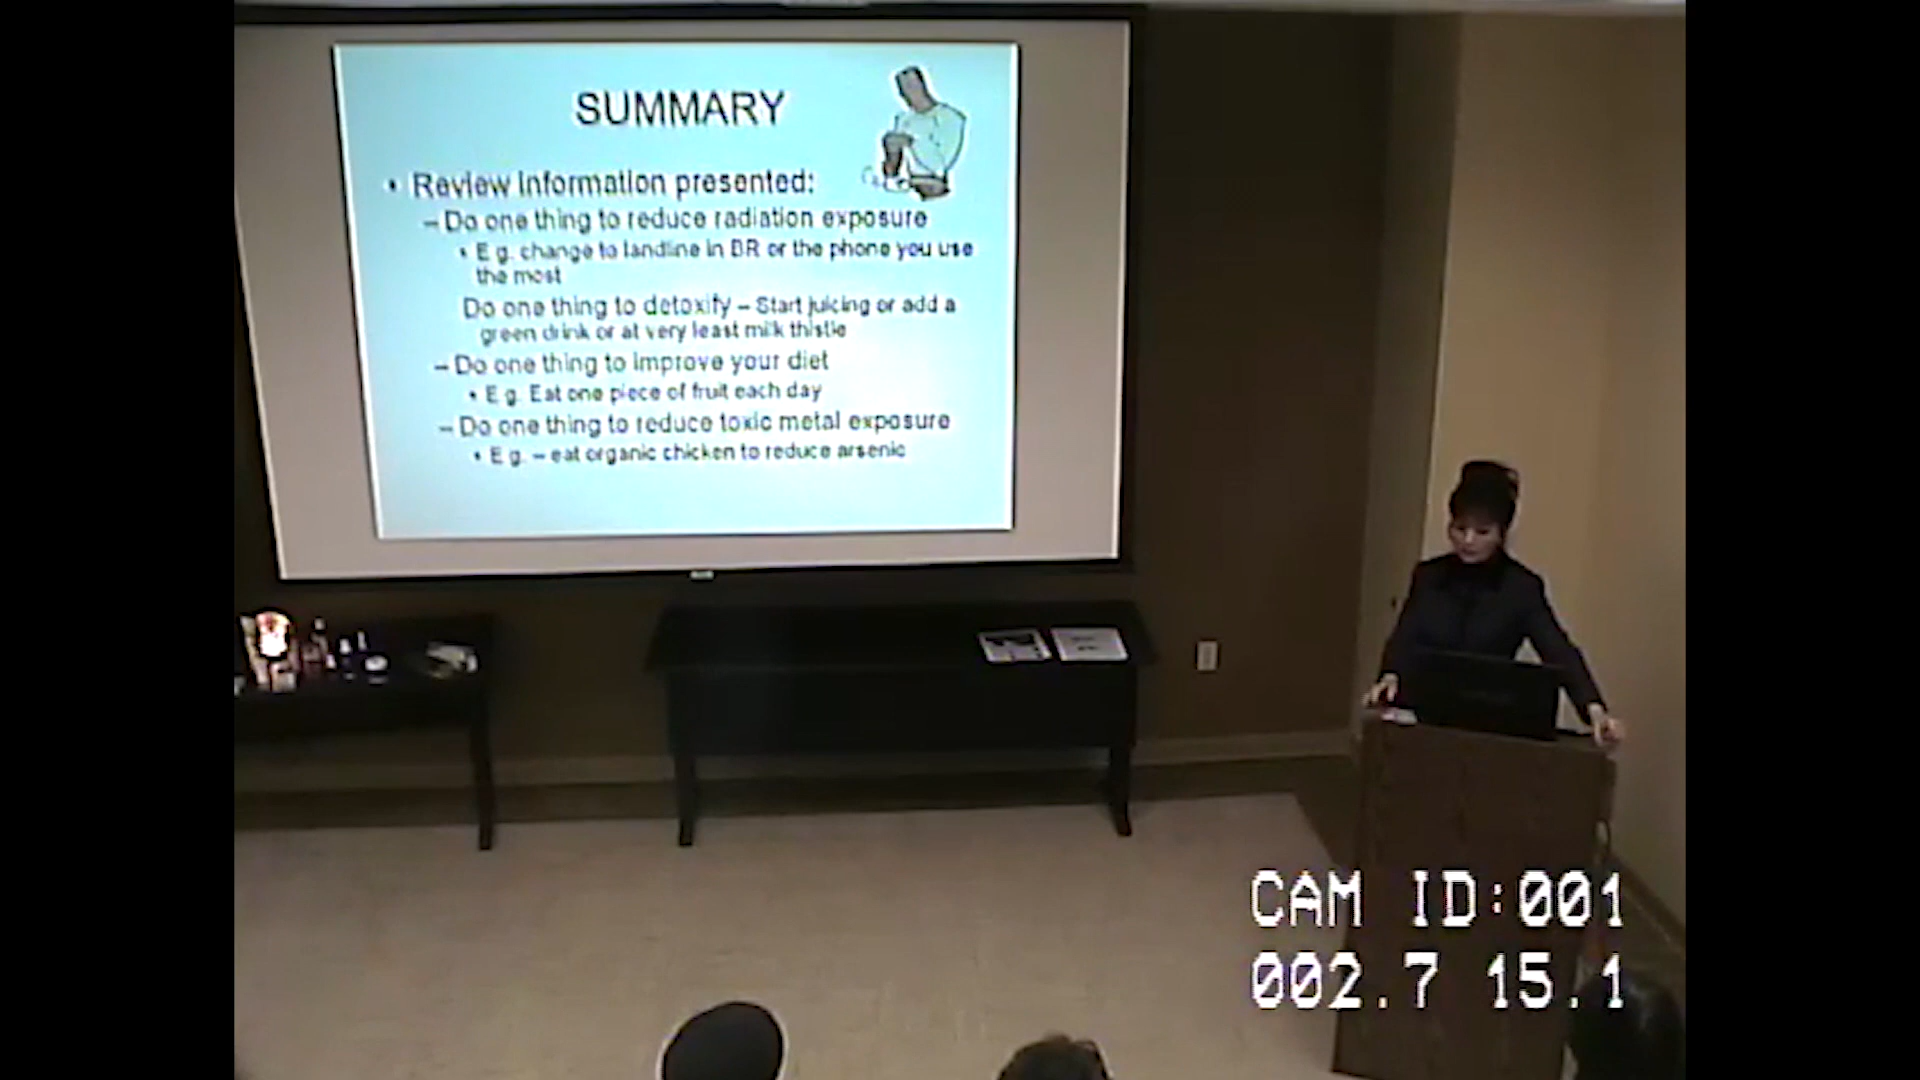 SUMMARY
• Review Information presented:
– Do one thing to reduce radiation exposure
• E.g. change to landline in BR or the phone you use
the most
Do one thing to detoxify – Start juicing or add a
green drink or at very least milk thistle
– Do one thing to improve your diet
• E.g. Eat one piece of fruit each day
– Do one thing to reduce toxic metal exposure
• E.g. – eat organic chicken to reduce arsenic
CAM ID:001
002.7 15.1